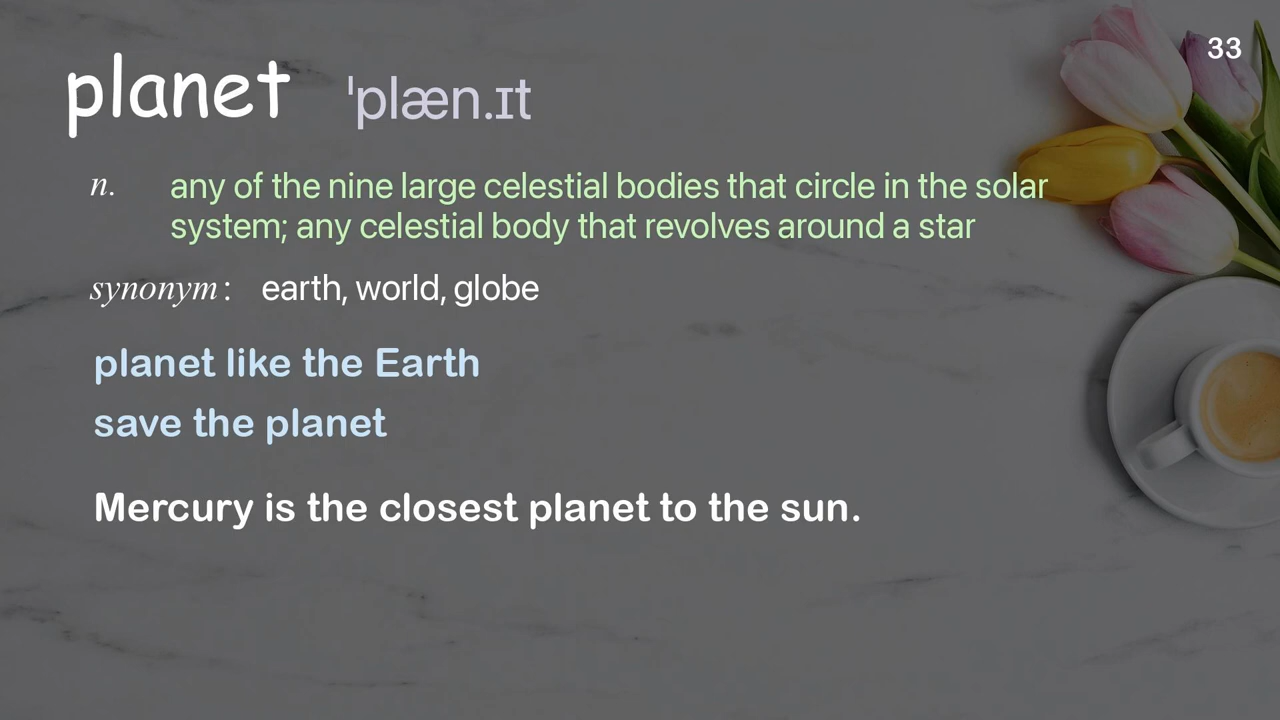 33
planet ˈplæn.ɪt
n. any of the nine large celestial bodies that circle in the solar
system; any celestial body that revolves around a star
synonym: earth, world, globe
planet like the Earth
save the planet
Mercury is the closest planet to the sun.